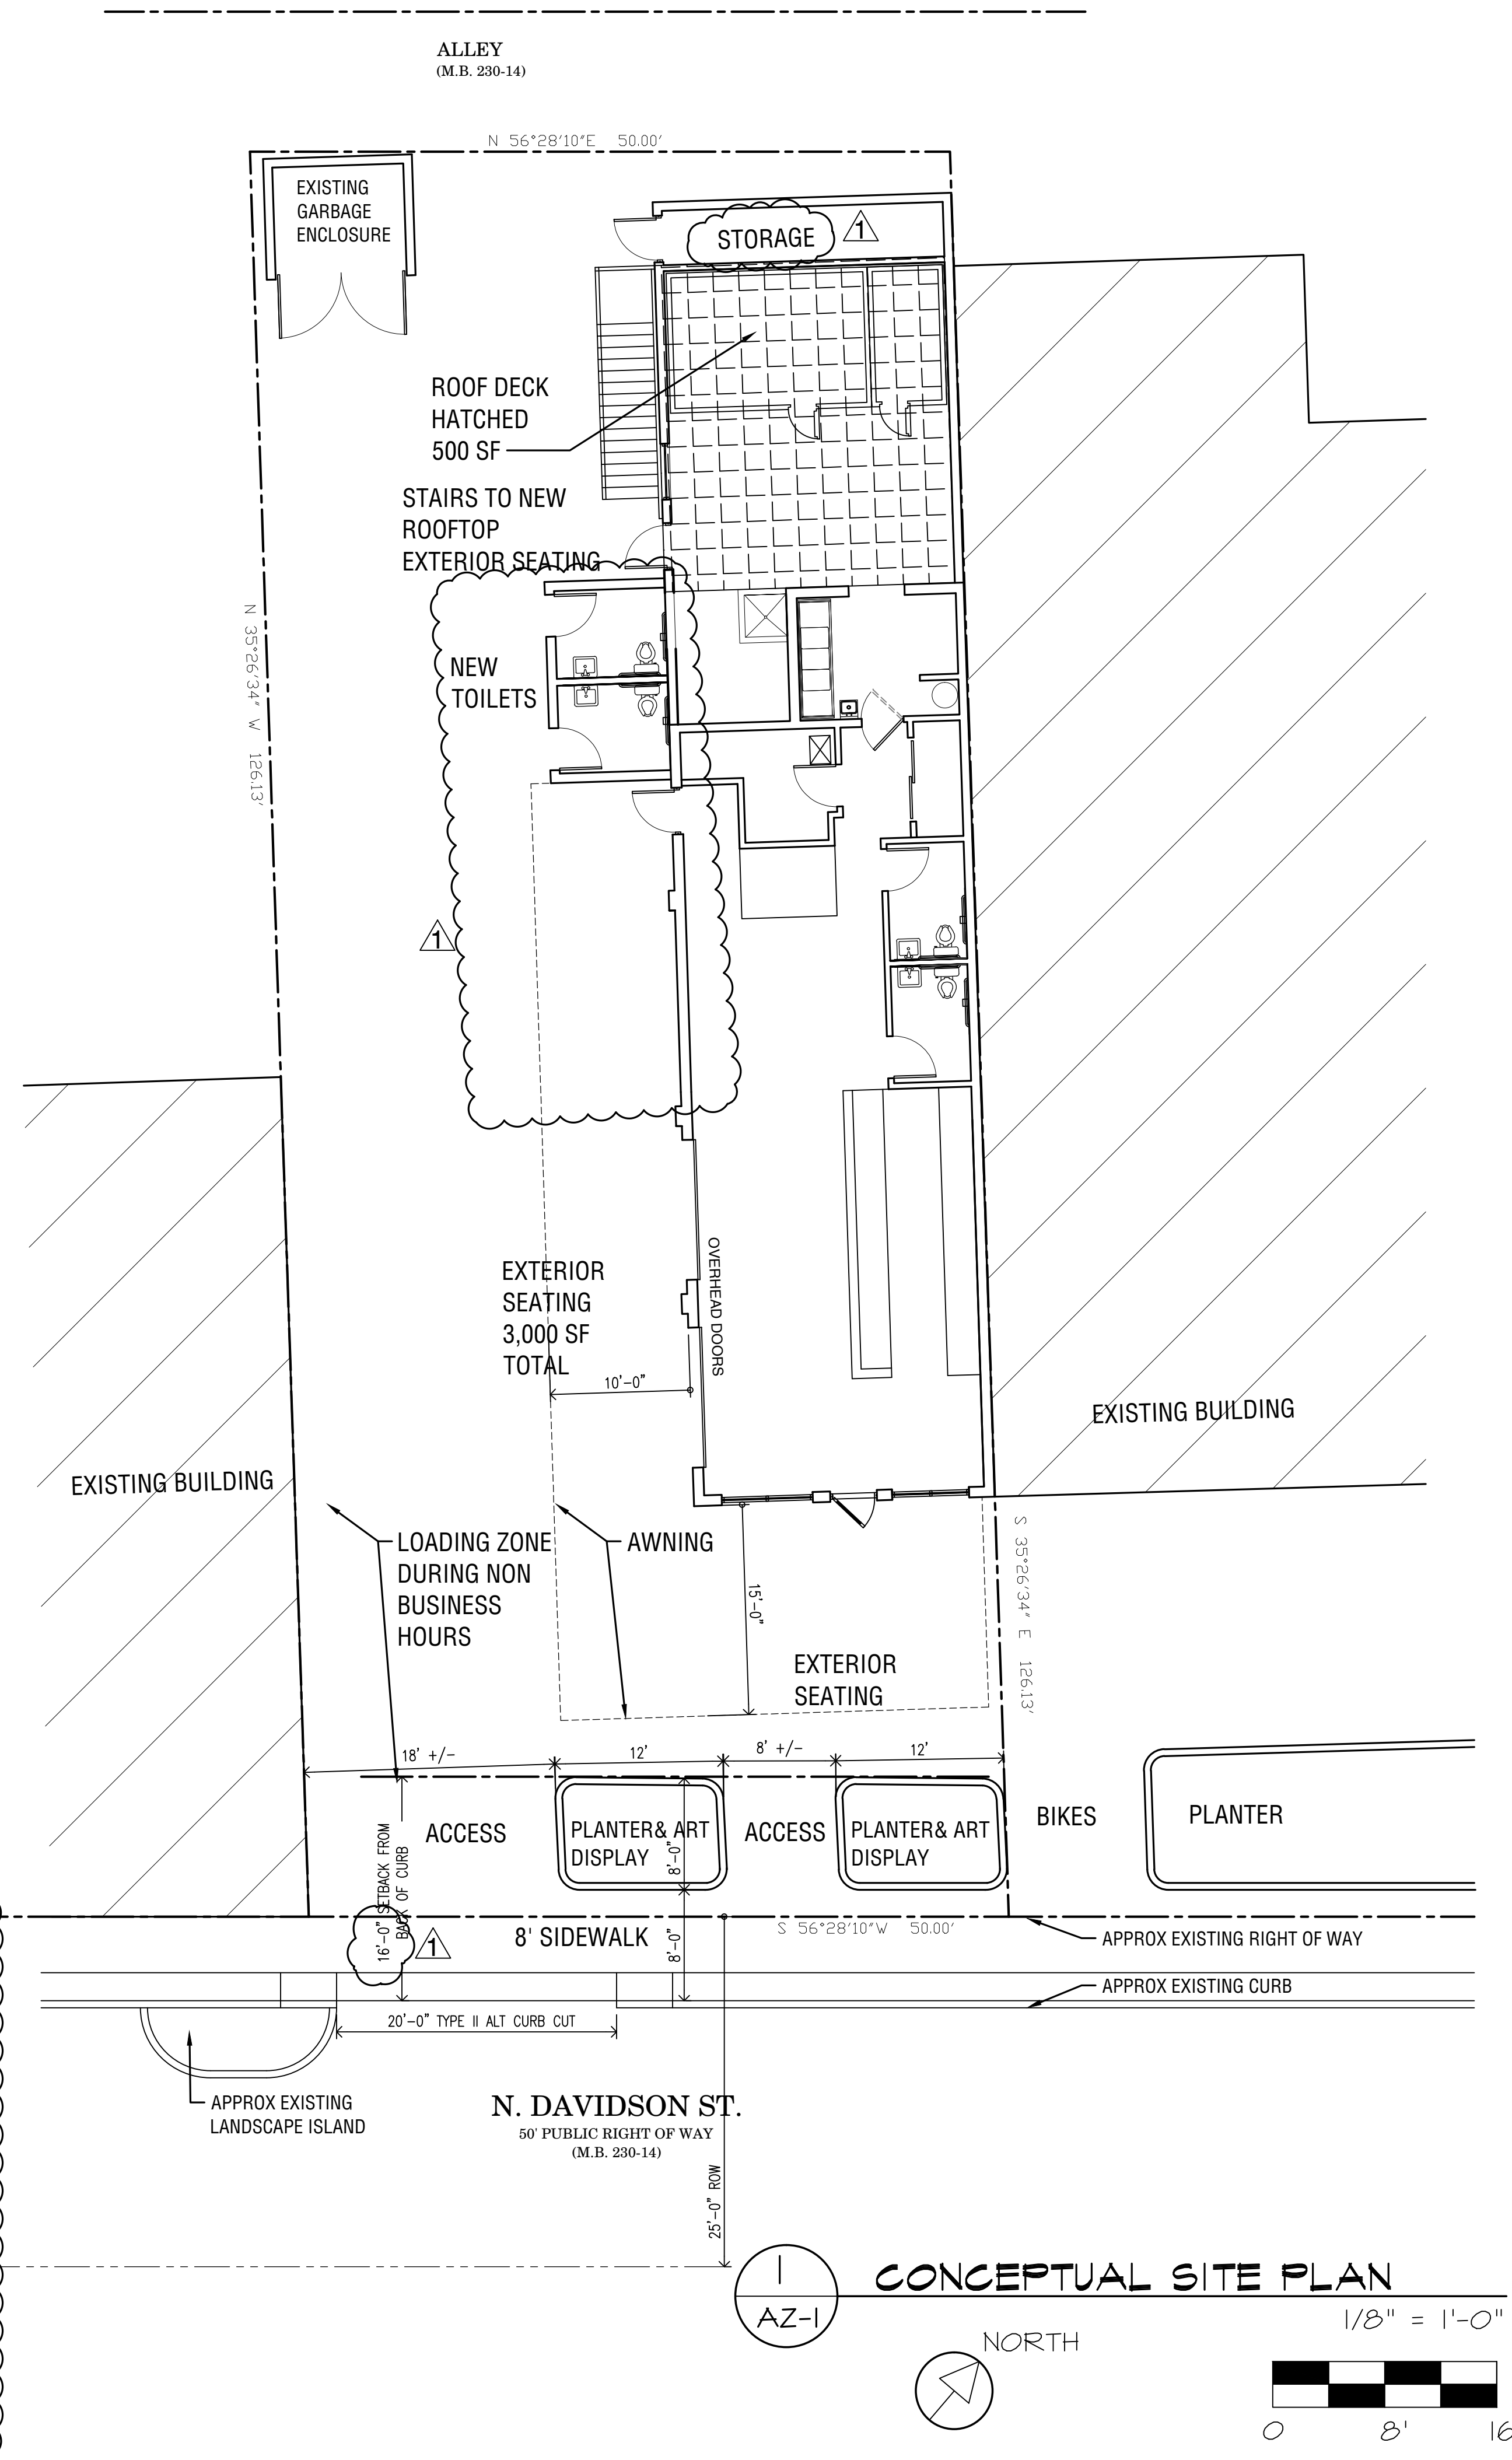 ALLEY
(M.B. 230-14)
N 56°28'10"E 50.00'
EXISTING
GARBAGE
ENCLOSURE
STORAGE
1
ROOF DECK
HATCHED
500 SF
STAIRS TO NEW
ROOFTOP
EXTERIOR SEATING
N 35°26'34" W 126.13'
NEW
TOILETS
1
EXTERIOR
SEATING
3,000 SF
TOTAL
OVERHEAD DOORS
10'-0"
EXISTING BUILDING
EXISTING BUILDING
LOADING ZONE
DURING NON
BUSINESS
HOURS
AWNING
15'-0"
S 35°26'34" E 126.13'
EXTERIOR
SEATING
18' +/-
12'
8' +/-
12'
ACCESS
PLANTER& ART
DISPLAY
8'-0"
ACCESS
PLANTER& ART
DISPLAY
BIKES
PLANTER
16'-0" SETBACK FROM
BACK OF CURB
1
8' SIDEWALK
8'-0"
S 56°28'10"W 50.00'
APPROX EXISTING RIGHT OF WAY
APPROX EXISTING CURB
20'-0" TYPE II ALT CURB CUT
APPROX EXISTING
LANDSCAPE ISLAND
N. DAVIDSON ST.
50' PUBLIC RIGHT OF WAY
(M.B. 230-14)
25'-0" ROW
1
AZ-1
CONCEPTUAL SITE PLAN
1/8" = 1'-0"
NORTH
0 8' 16